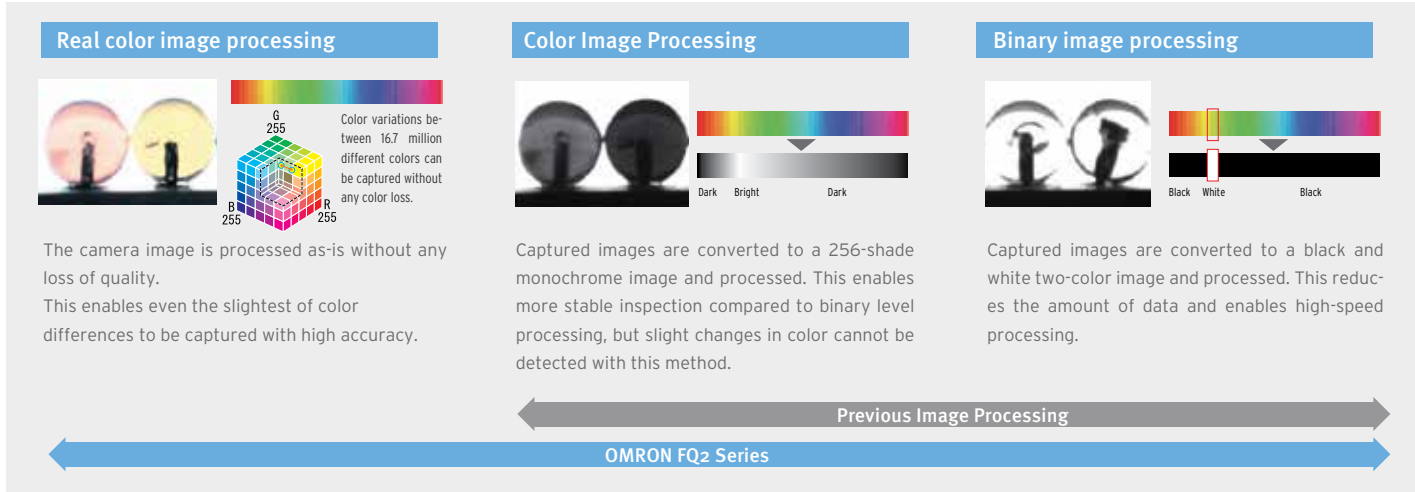 Real color image processing
G
255
B
255
R
255
Color variations be-
tween 16.7 million
different colors can
be captured without
any color loss.
The camera image is processed as-is without any
loss of quality.
This enables even the slightest of color
differences to be captured with high accuracy.
Color Image Processing
Dark Bright Dark
Captured images are converted to a 256-shade
monochrome image and processed. This enables
more stable inspection compared to binary level
processing, but slight changes in color cannot be
detected with this method.
Binary image processing
Black White Black
Captured images are converted to a black and
white two-color image and processed. This reduc-
es the amount of data and enables high-speed
processing.
Previous Image Processing
OMRON FQ2 Series